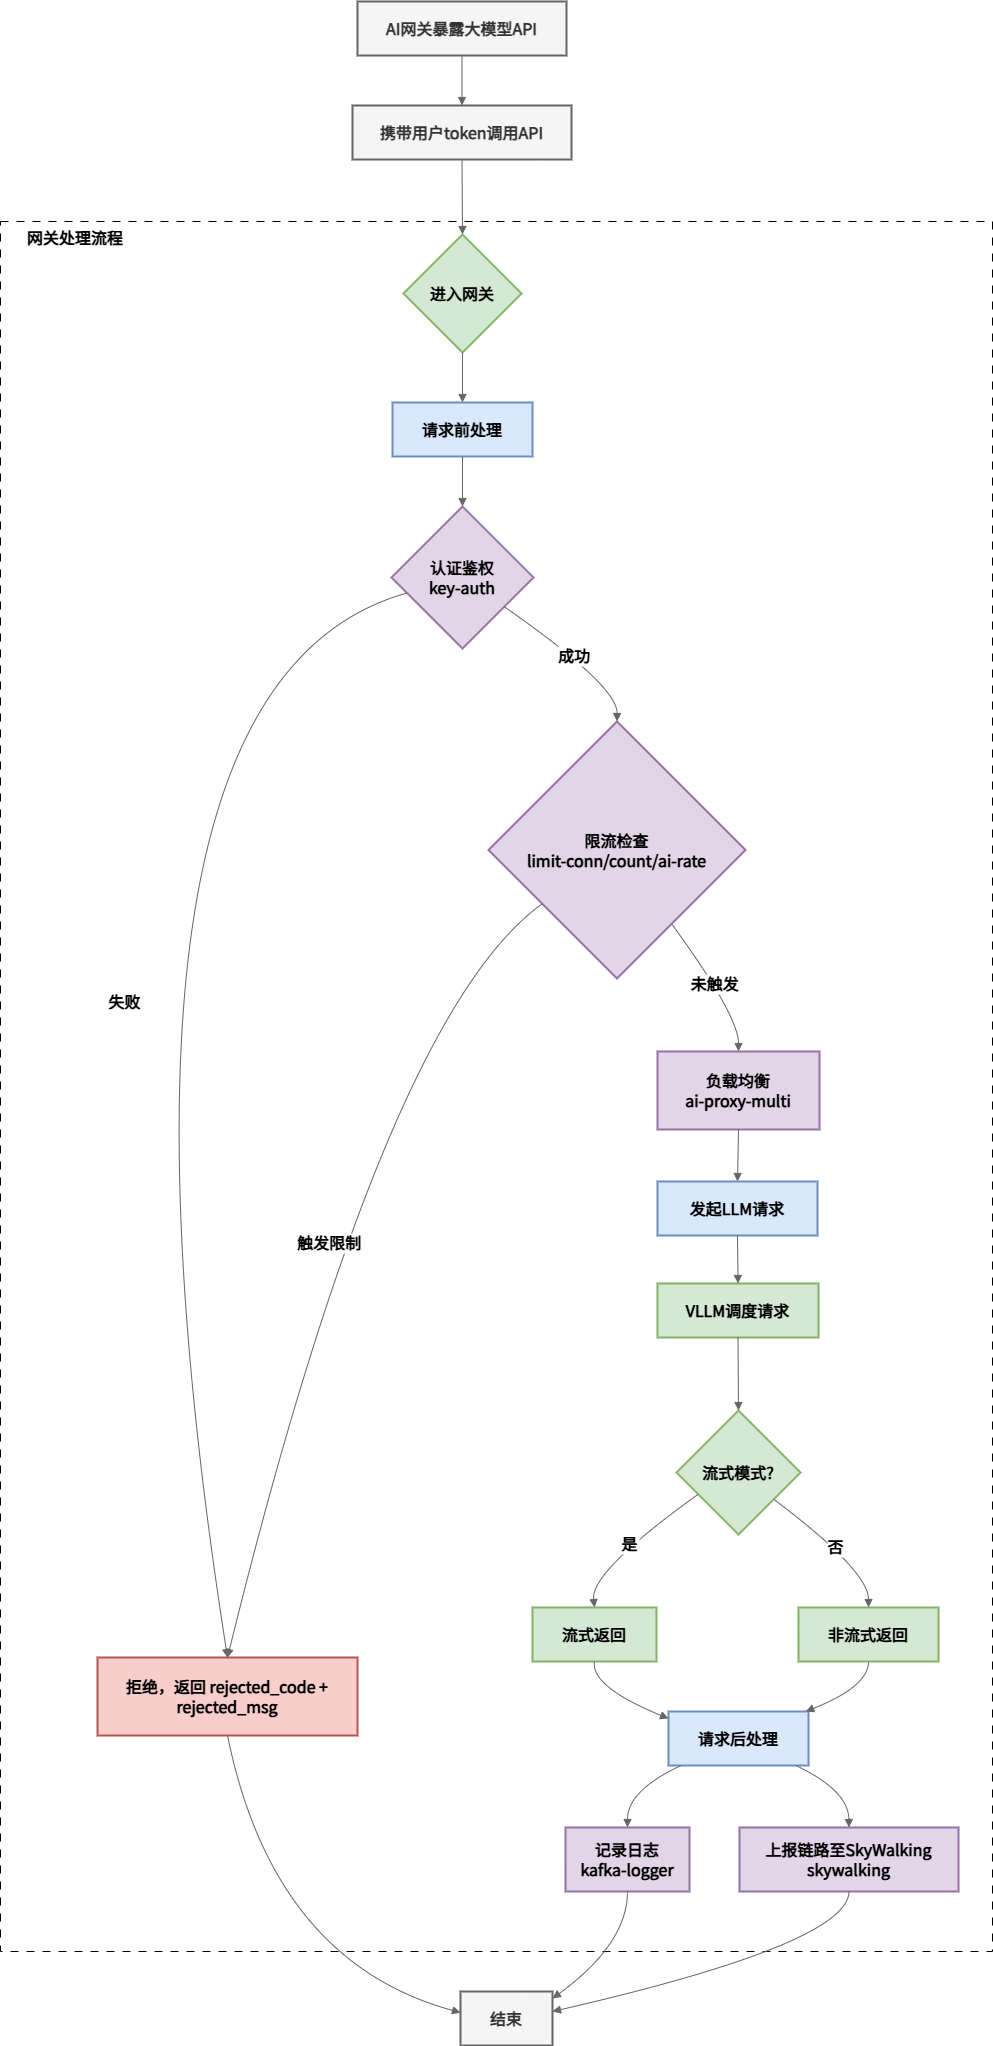 AI网关暴露大模型API
携带用户token调用API
网关处理流程
进入网关
请求前处理
认证鉴权
key-auth
成功
限流检查
limit-conn/count/ai-rate
未触发
失败
负载均衡
ai-proxy-multi
发起LLM请求
触发限制
VLLM调度请求
流式模式?
是
否
流式返回
非流式返回
拒绝，返回 rejected_code +
rejected_msg
请求后处理
记录日志
kafka-logger
上报链路至SkyWalking
skywalking
结束